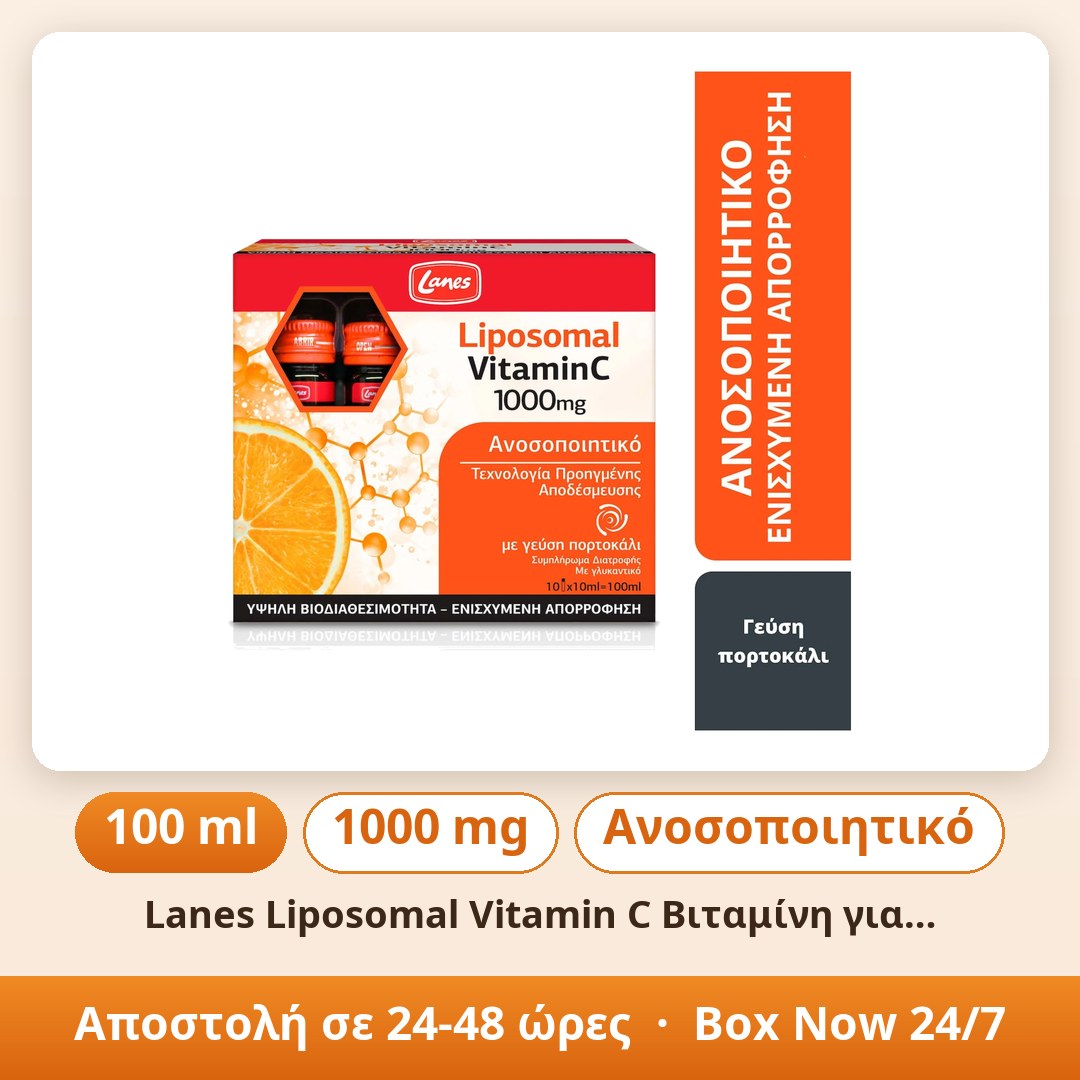 Lanes
Liposomal
VitaminC
1000mg
Ανοσοποιητικό
Τεχνολογία Προηγμένης
Αποδέσμευσης
με γεύση πορτοκάλι
Συμπλήρωμα Διατροφής
Με γλυκαντικό
10x10ml=100ml
ΥΨΗΛΗ ΒΙΟΔΙΑΘΕΣΙΜΟΤΗΤΑ – ΕΝΙΣΧΥΜΕΝΗ ΑΠΟΡΡΟΦΗΣΗ
OPEN
ΑΝΟΣΟΠΟΙΗΤΙΚΟ
ΕΝΙΣΧΥΜΕΝΗ ΑΠΟΡΡΟΦΗΣΗ
Γεύση
πορτοκάλι
100 ml
1000 mg
Ανοσοποιητικό
Lanes Liposomal Vitamin C Βιταμίνη για...
Αποστολή σε 24-48 ώρες · Box Now 24/7